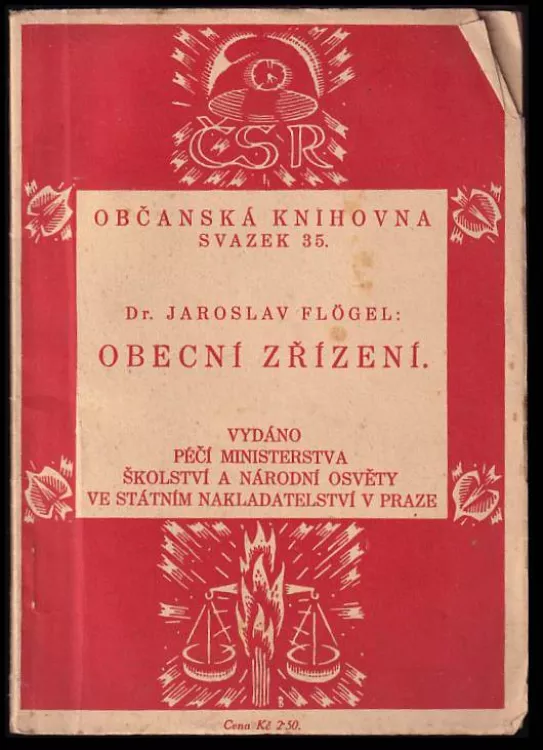 ČSR
OBČANSKÁ KNIHOVNA
SVAZEK 35.
Dr. JAROSLAV FLÖGEL:
OBECNÍ ZŘÍZENÍ.
VYDÁNO
PÉČÍ MINISTERSTVA
ŠKOLSTVÍ A NÁRODNÍ OSVĚTY
VE STÁTNÍM NAKLADATELSTVÍ V PRAZE
Cena Kč 2·50.